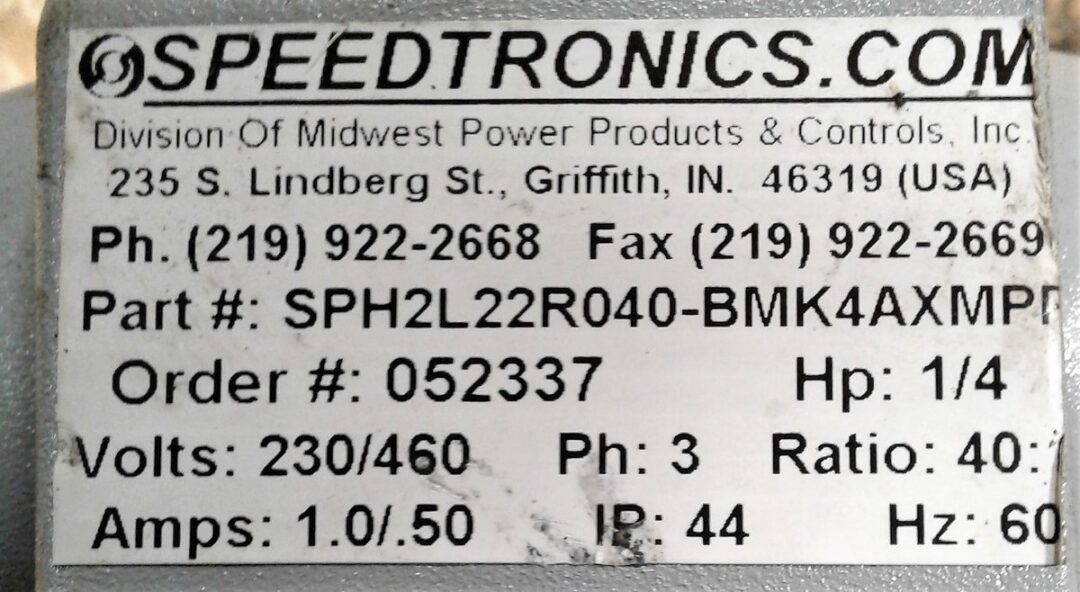 SPEEDTRONICS.COM
Division Of Midwest Power Products & Controls, Inc.
235 S. Lindberg St., Griffith, IN. 46319 (USA)
Ph. (219) 922-2668 Fax (219) 922-2669
Part #: SPH2L22R040-BMK4AXMP
Order #: 052337 Hp: 1/4
Volts: 230/460 Ph: 3 Ratio: 40:
Amps: 1.0/.50 IP: 44 Hz: 60